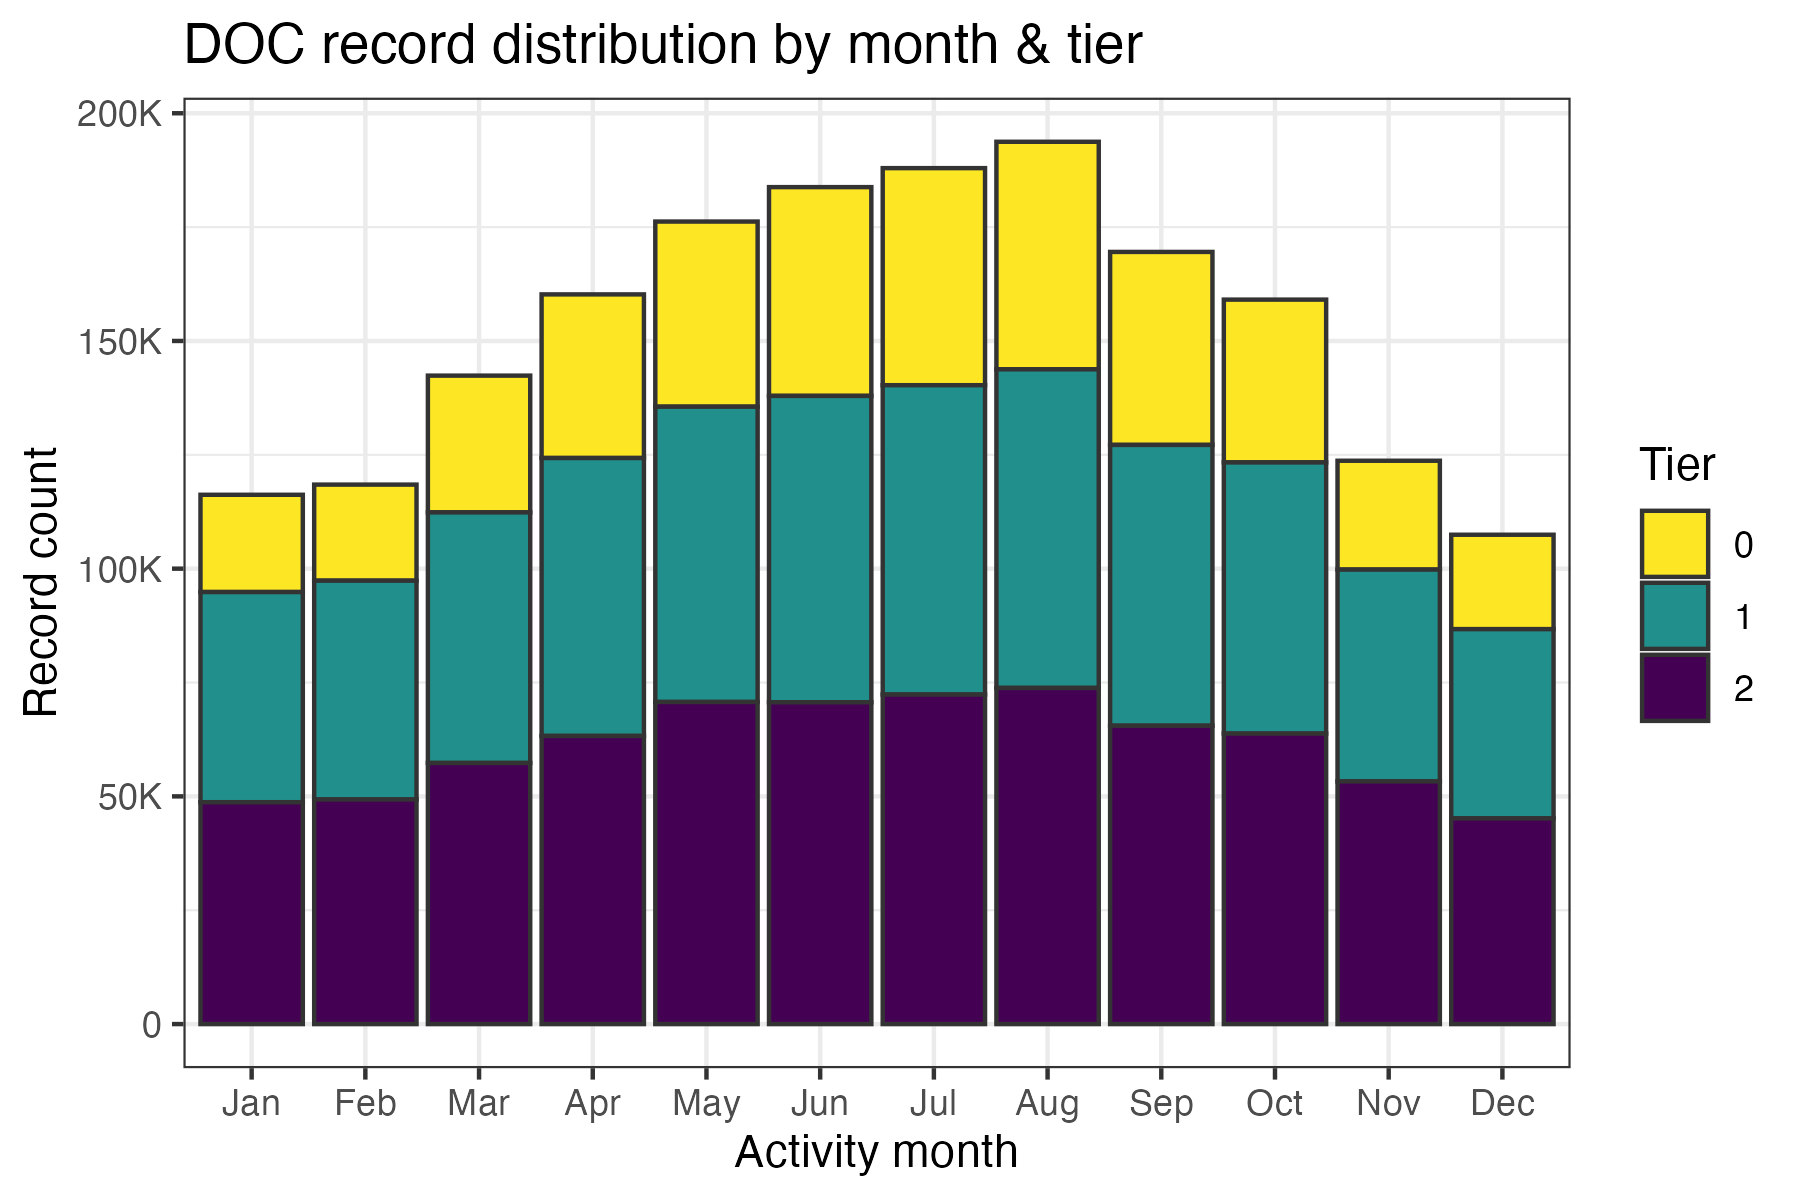 DOC record distribution by month & tier
200K
150K
100K
50K
0
Record count
Jan Feb Mar Apr May Jun Jul Aug Sep Oct Nov Dec
Activity month
Tier
0
1
2